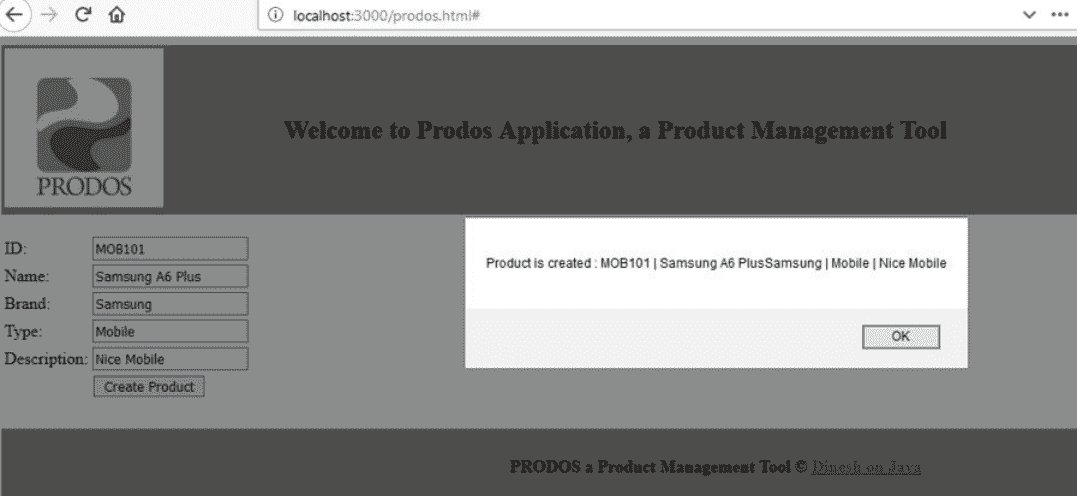 localhost:3000/prodos.html#
PRODOS
Welcome to Prodos Application, a Product Management Tool
ID: MOB101
Name: Samsung A6 Plus
Brand: Samsung
Type: Mobile
Description: Nice Mobile
Create Product
Product is created : MOB101 | Samsung A6 PlusSamsung | Mobile | Nice Mobile
OK
PRODOS a Product Management Tool © Dinesh on Java